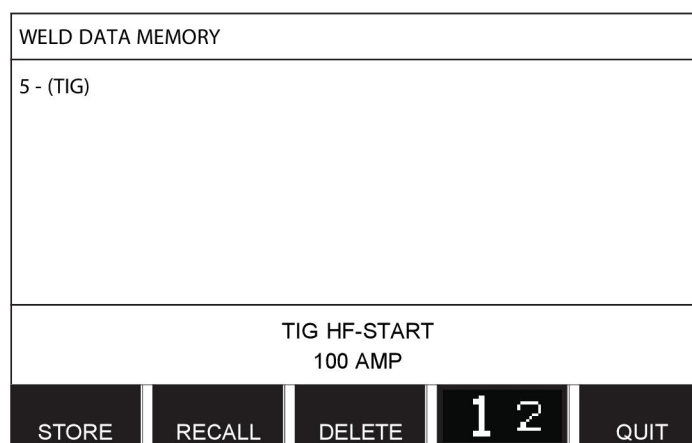 WELD DATA MEMORY
5 - (TIG)
TIG HF-START
100 AMP
STORE RECALL DELETE 1 2 QUIT